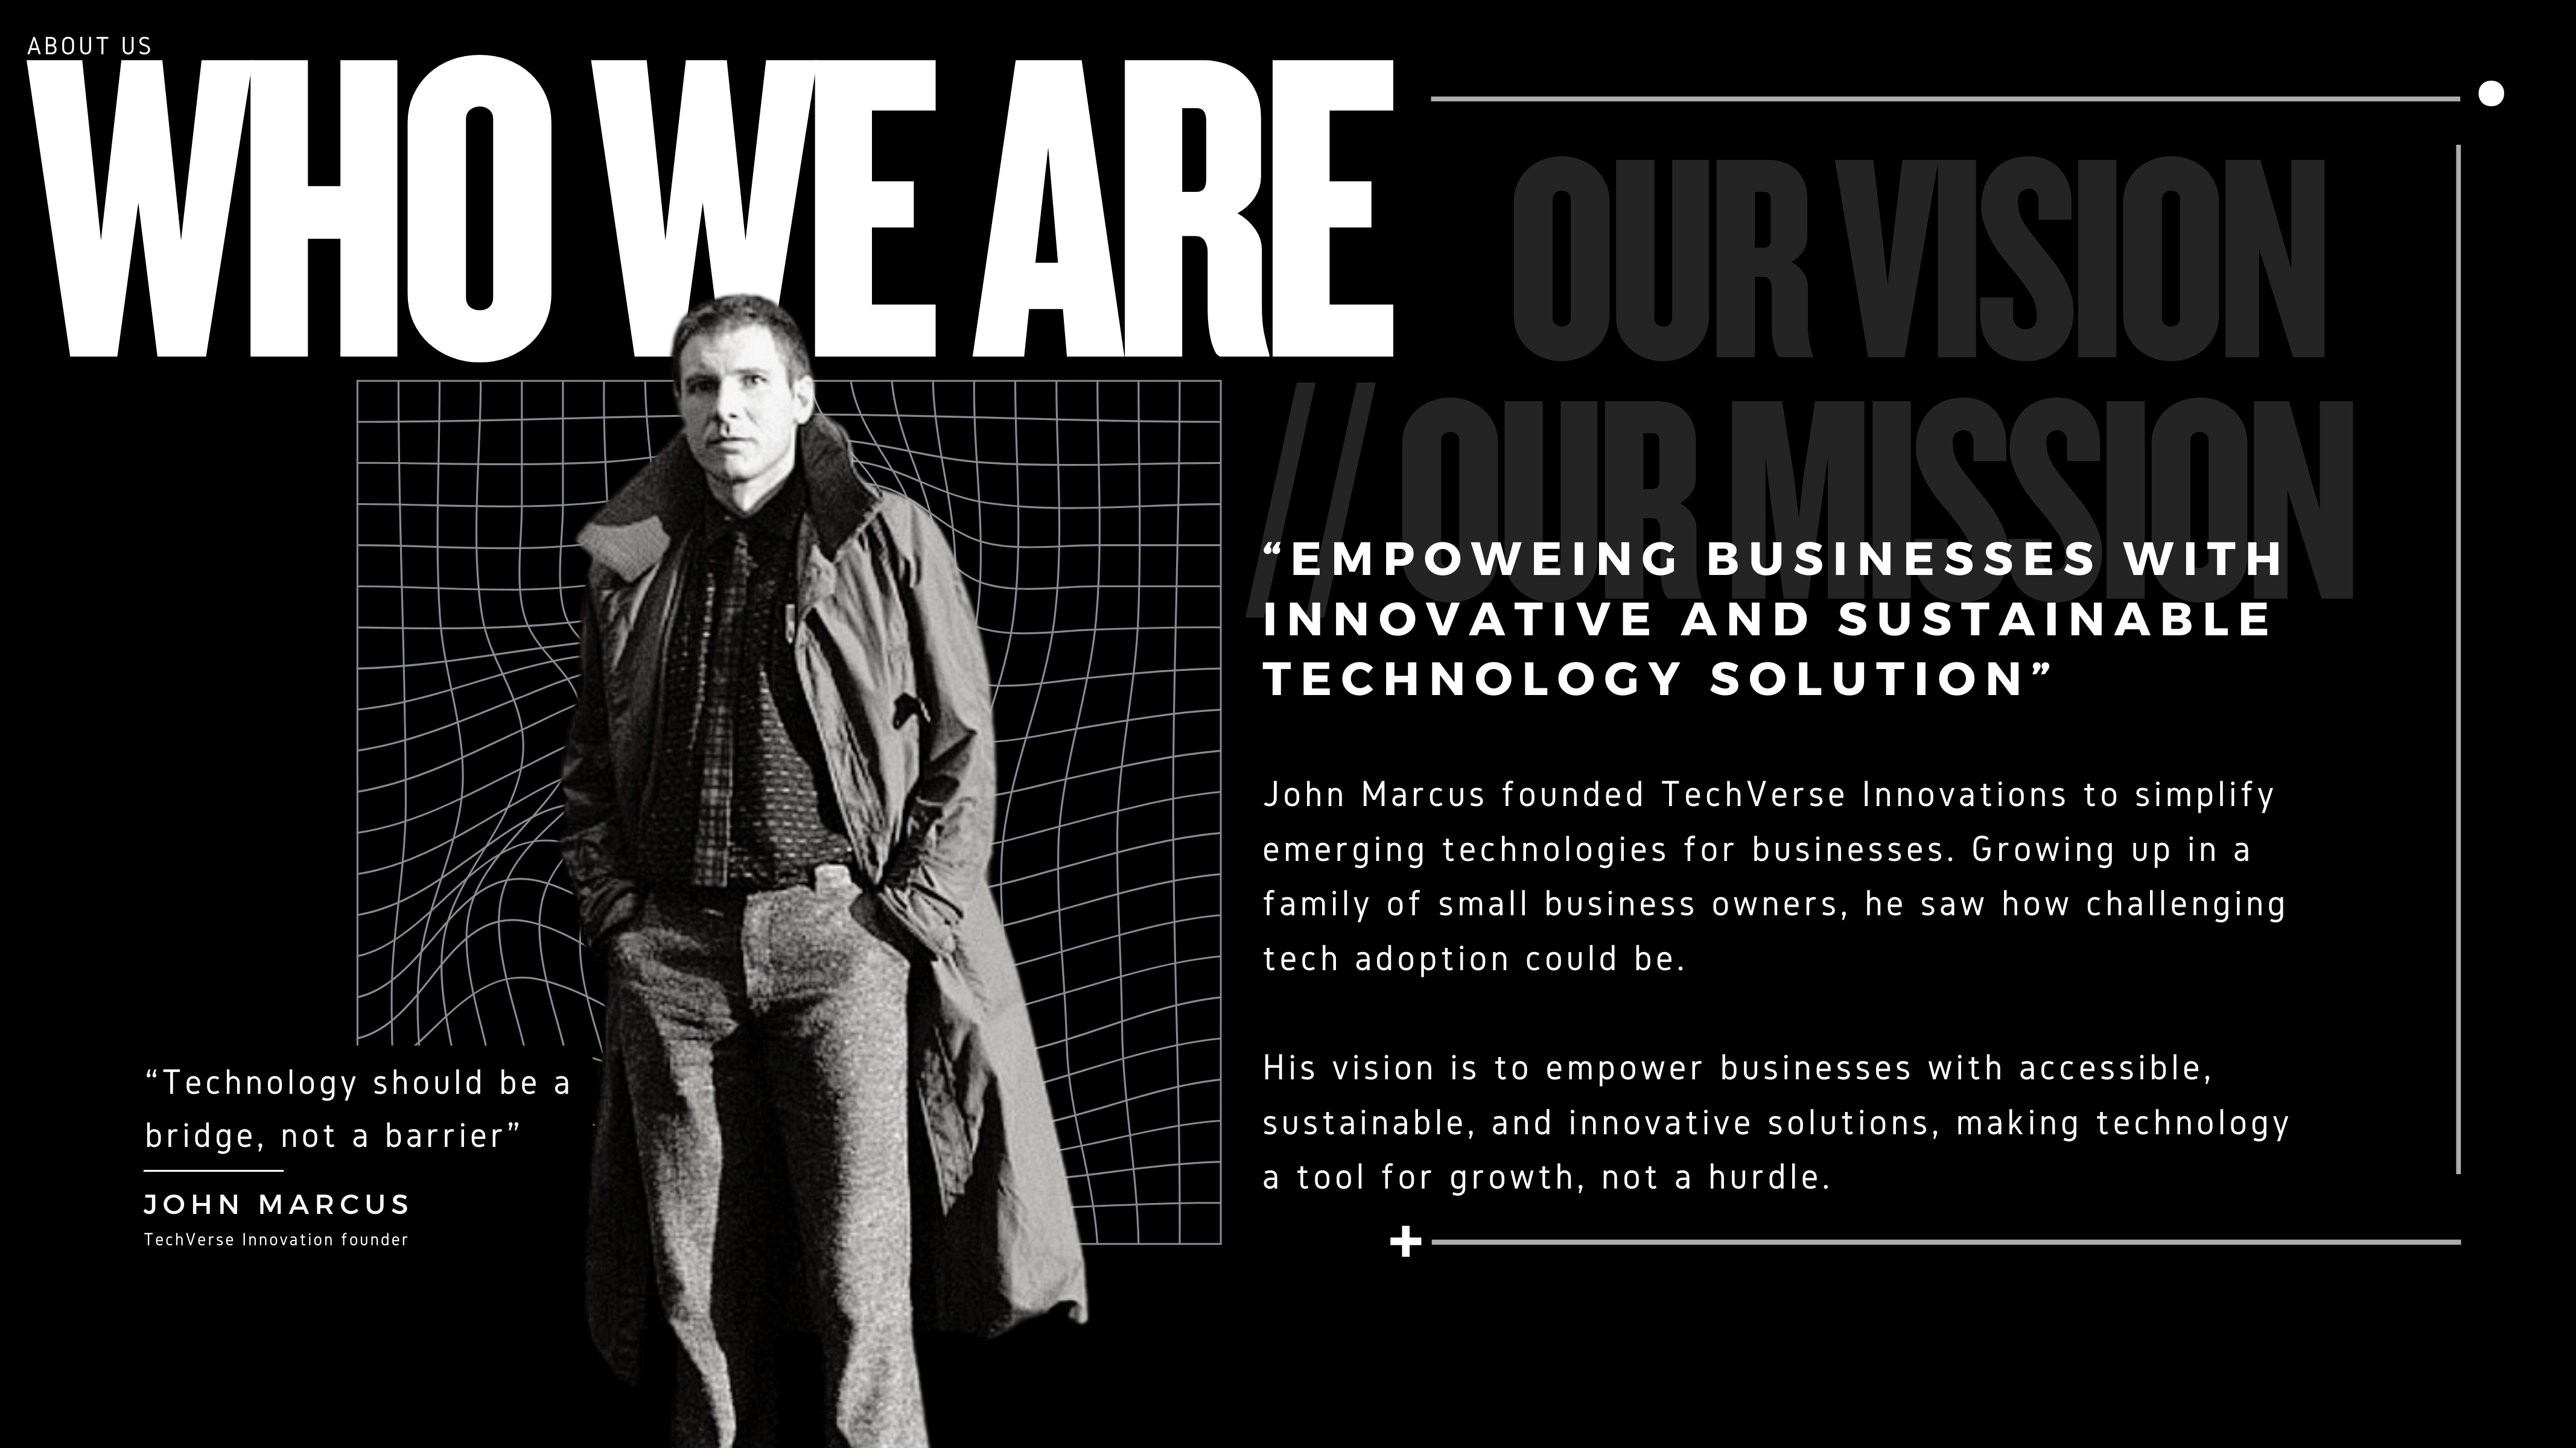 ABOUT US
WHO WE ARE
OUR VISION
// OUR MISSION
“EMPOWEING BUSINESSES WITH
INNOVATIVE AND SUSTAINABLE
TECHNOLOGY SOLUTION”
John Marcus founded TechVerse Innovations to simplify
emerging technologies for businesses. Growing up in a
family of small business owners, he saw how challenging
tech adoption could be.
His vision is to empower businesses with accessible,
sustainable, and innovative solutions, making technology
a tool for growth, not a hurdle.
“Technology should be a
bridge, not a barrier”
JOHN MARCUS
TechVerse Innovation founder